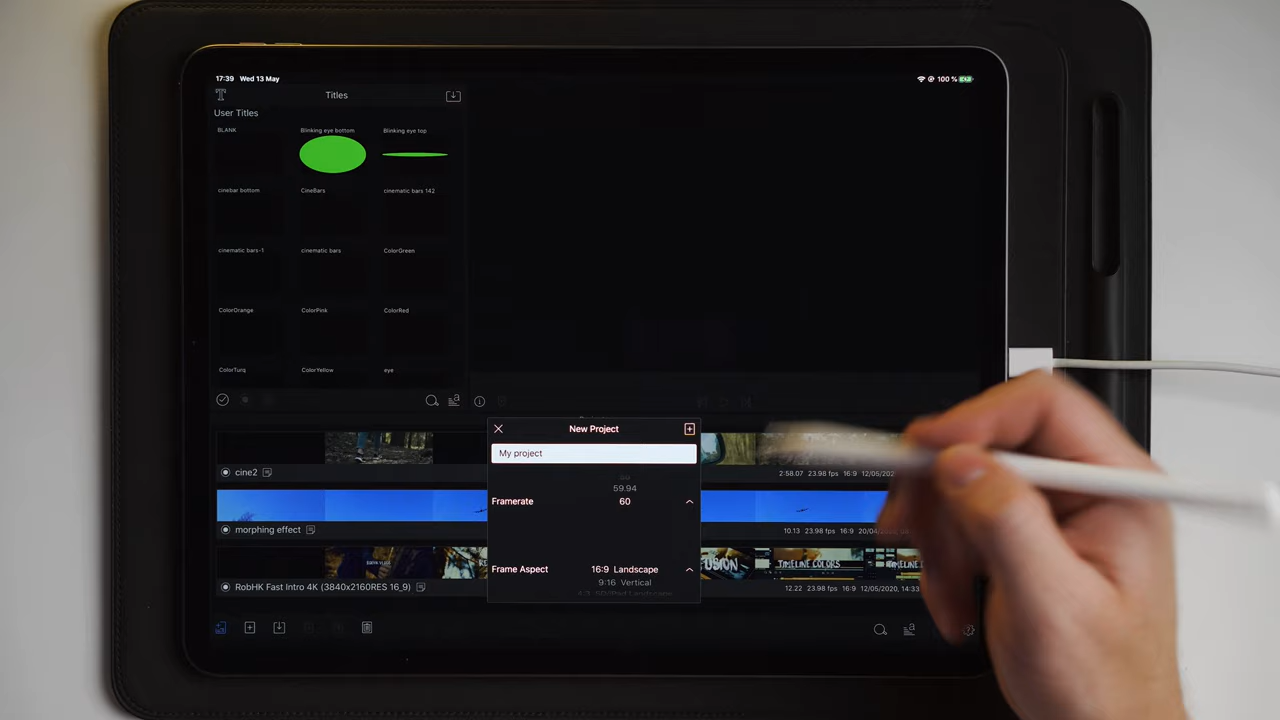 17:39 Wed 13 May
100 %
Titles
User Titles
BLANK
Blinking eye bottom
Blinking eye top
cinebar bottom
CineBars
cinematic bars 142
cinematic bars-1
cinematic bars
ColorGreen
ColorOrange
ColorPink
ColorRed
ColorTurq
ColorYellow
eye
New Project
My project
59.94
Framerate 60
Frame Aspect 16:9 Landscape
9:16 Vertical
cine2
2:58.07 23.98 fps 16:9 12/05/2020
morphing effect
10.13 23.98 fps 16:9
FUSION
TIMELINE COLORS
RobHK Fast Intro 4K (3840x2160RES 16_9)
12.22 23.98 fps 16:9 12/05/2020, 14:33